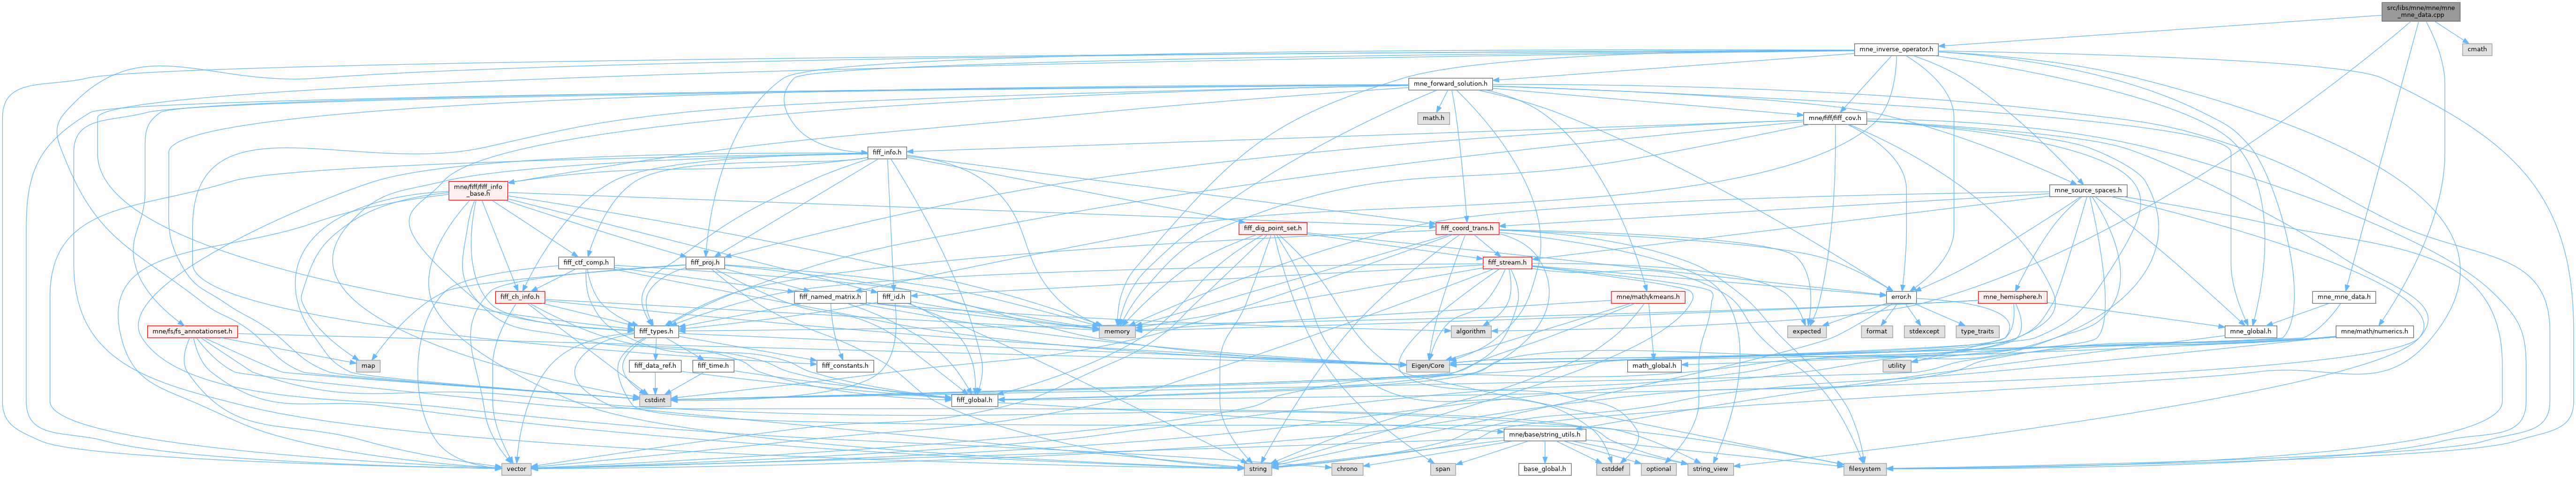 src/libs/mne/mne/mne
_mne_data.cpp
mne_inverse_operator.h
cmath
mne_forward_solution.h
math.h
mne/fiff/fiff_cov.h
fiff_info.h
mne/fiff/fiff_info
_base.h
mne_source_spaces.h
fiff_dig_point_set.h
fiff_coord_trans.h
fiff_ctf_comp.h
fiff_proj.h
fiff_stream.h
fiff_ch_info.h
fiff_named_matrix.h
fiff_id.h
mne/math/kmeans.h
error.h
mne_hemisphere.h
mne_mne_data.h
mne/fs/fs_annotationset.h
fiff_types.h
memory
algorithm
expected
format
stdexcept
type_traits
mne_global.h
mne/math/numerics.h
map
fiff_data_ref.h
fiff_time.h
fiff_constants.h
Eigen/Core
math_global.h
utility
cstdint
fiff_global.h
mne/base/string_utils.h
vector
string
chrono
span
base_global.h
cstddef
optional
string_view
filesystem